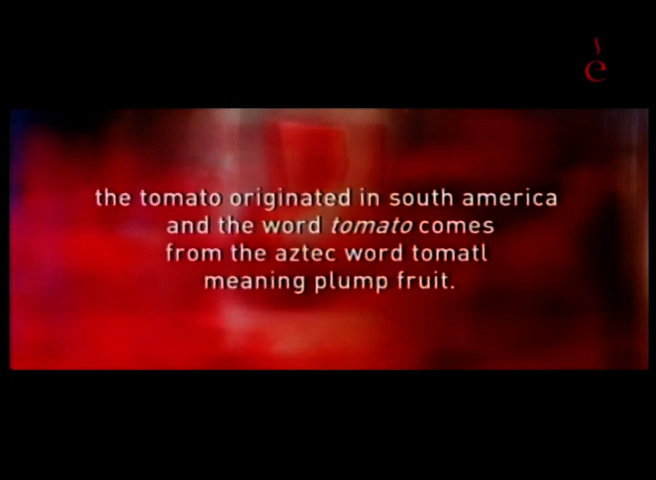 e
the tomato originated in south america
and the word tomato comes
from the aztec word tomatl
meaning plump fruit.